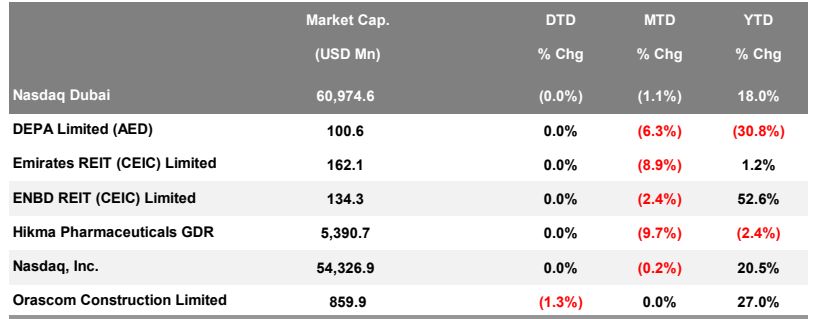 Market Cap. DTD MTD YTD
(USD Mn) % Chg % Chg % Chg
Nasdaq Dubai 60,974.6 (0.0%) (1.1%) 18.0%
DEPA Limited (AED) 100.6 0.0% (6.3%) (30.8%)
Emirates REIT (CEIC) Limited 162.1 0.0% (8.9%) 1.2%
ENBD REIT (CEIC) Limited 134.3 0.0% (2.4%) 52.6%
Hikma Pharmaceuticals GDR 5,390.7 0.0% (9.7%) (2.4%)
Nasdaq, Inc. 54,326.9 0.0% (0.2%) 20.5%
Orascom Construction Limited 859.9 (1.3%) 0.0% 27.0%